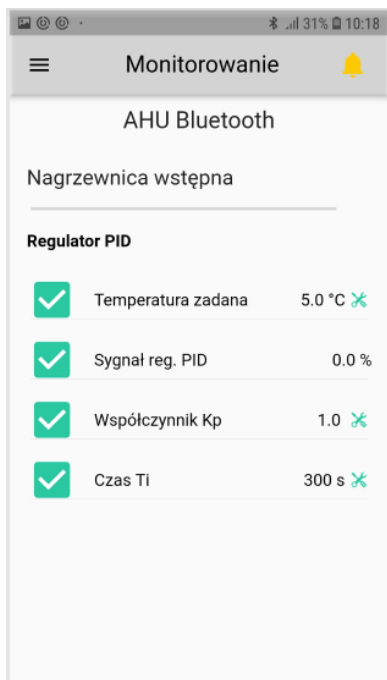 31% 10:18
Monitorowanie
AHU Bluetooth
Nagrzewnica wstępna
Regulator PID
Temperatura zadana 5.0 °C
Sygnał reg. PID 0.0 %
Współczynnik Kp 1.0
Czas Ti 300 s